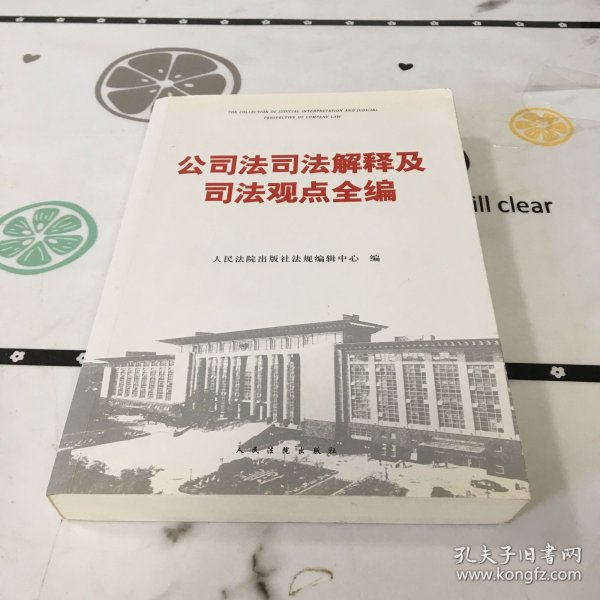 THE COLLECTION OF JUDICIAL INTERPRETATION AND JUDICIAL
PERSPECTIVE OF COMPANY LAW
公司法司法解释及
司法观点全编
ill clear
人民法院出版社法规编辑中心 编
人民法院出版社
孔夫子旧书网
www.kongfz.com